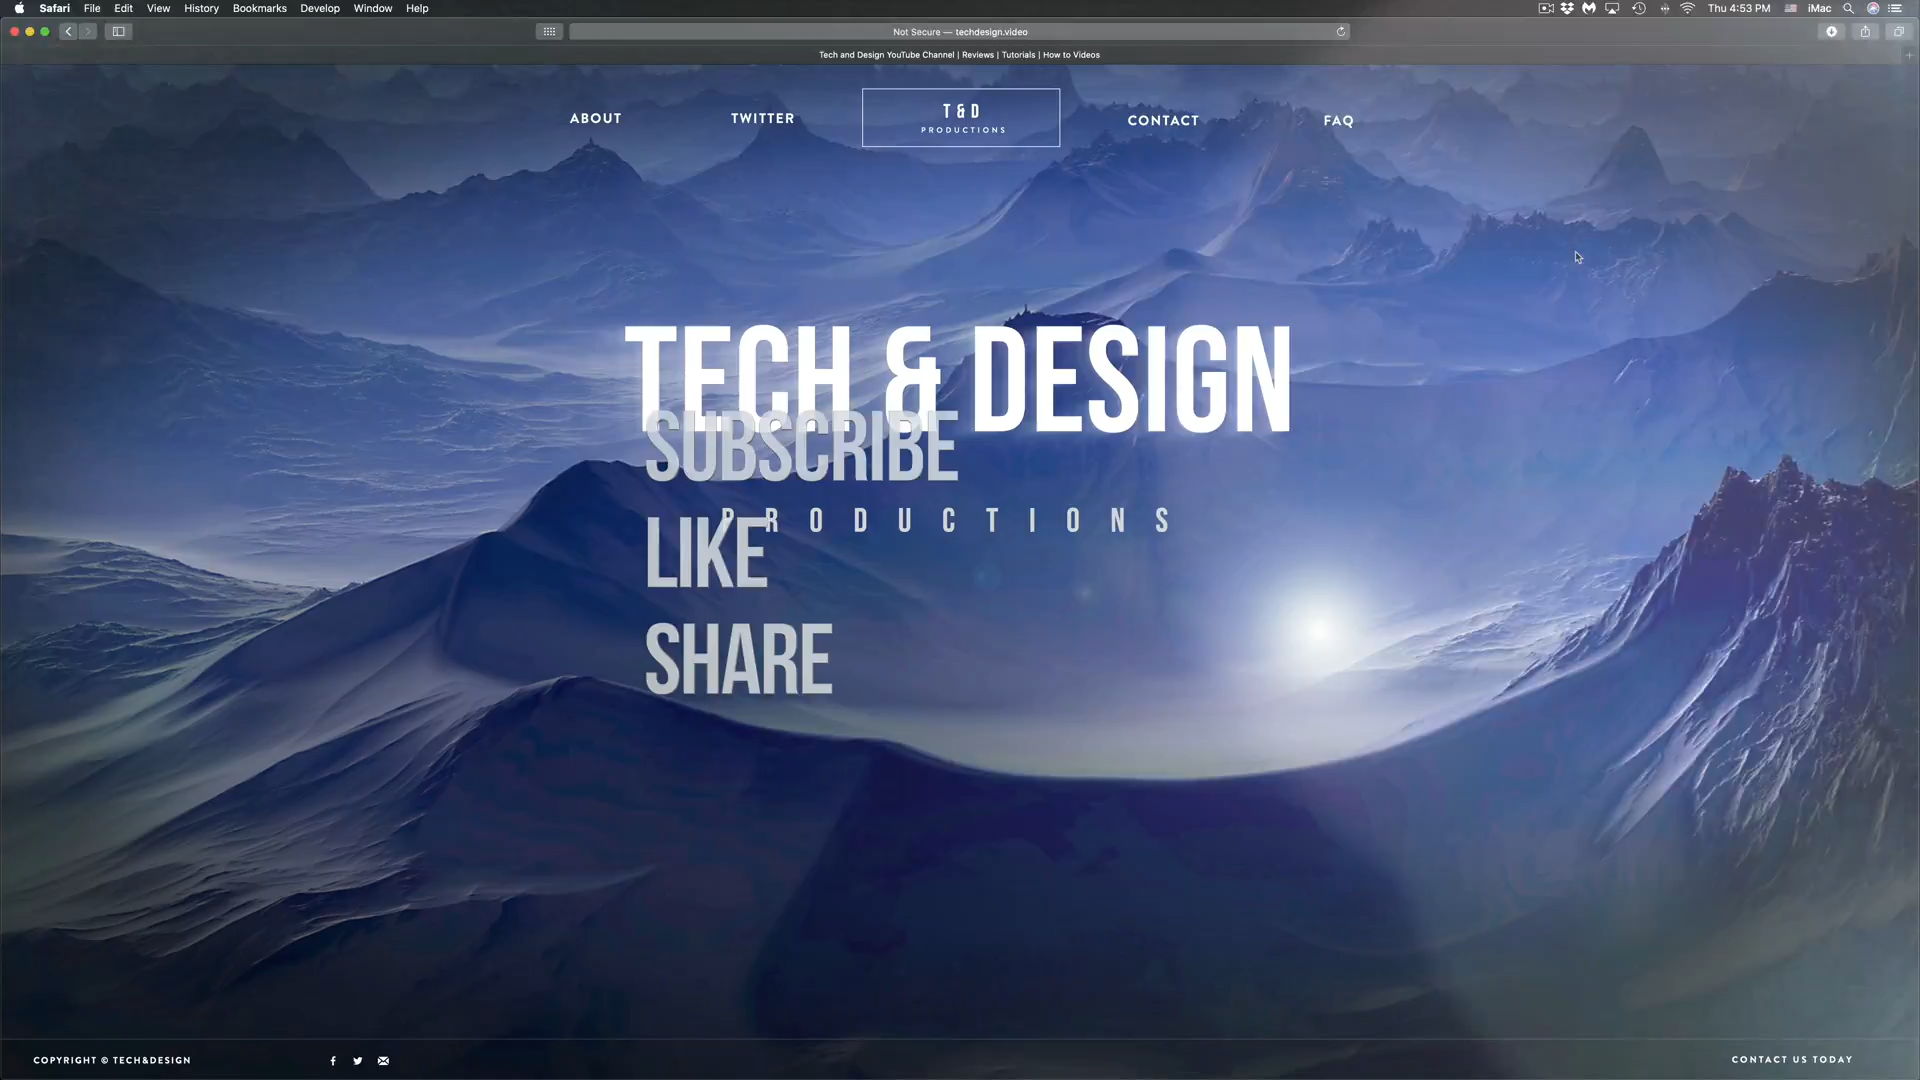 Safari File Edit View History Bookmarks Develop Window Help Thu 4:53 PM iMac
Not Secure — techdesign.video
Tech and Design YouTube Channel | Reviews | Tutorials | How to Videos
ABOUT TWITTER T&D CONTACT FAQ
PRODUCTIONS
TECH & DESIGN
SUBSCRIBE
PRODUCTIONS
LIKE
SHARE
COPYRIGHT © TECH&DESIGN CONTACT US TODAY